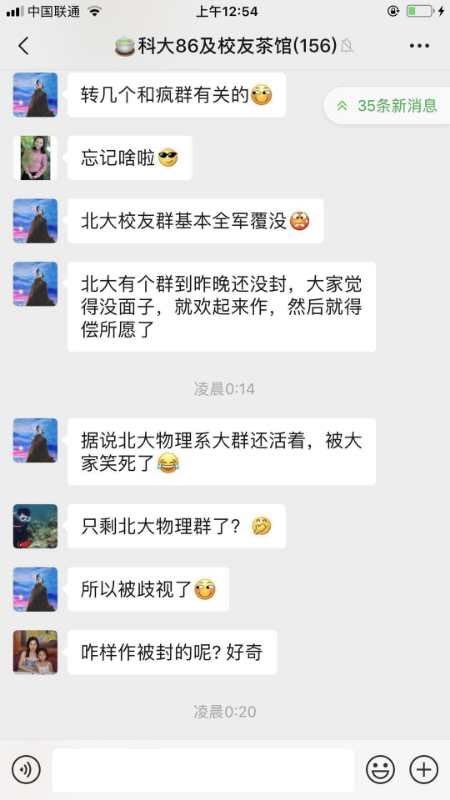 中国联通
上午12:54
科大86及校友茶馆(156)
转几个和疯群有关的
35条新消息
忘记啥啦
北大校友群基本全军覆没
北大有个群到昨晚还没封，大家觉
得没面子，就欢起来作，然后就得
偿所愿了
凌晨0:14
据说北大物理系大群还活着，被大
家笑死了
只剩北大物理群了？
所以被歧视了
咋样作被封的呢? 好奇
凌晨0:20